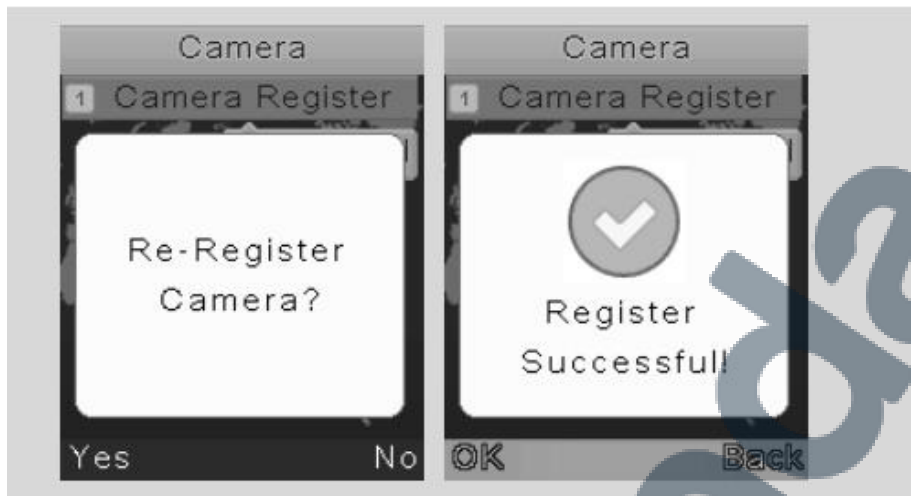 Camera
1 Camera Register
Re-Register
Camera?
Yes No
Camera
1 Camera Register
Register
Successful!
OK Back